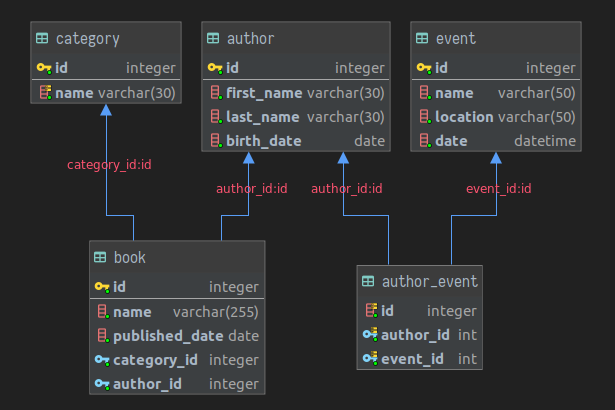 category
id integer
name varchar(30)
author
id integer
first_name varchar(30)
last_name varchar(30)
birth_date date
event
id integer
name varchar(50)
location varchar(50)
date datetime
category_id:id
author_id:id
author_id:id
event_id:id
book
id integer
name varchar(255)
published_date date
category_id integer
author_id integer
author_event
id integer
author_id int
event_id int